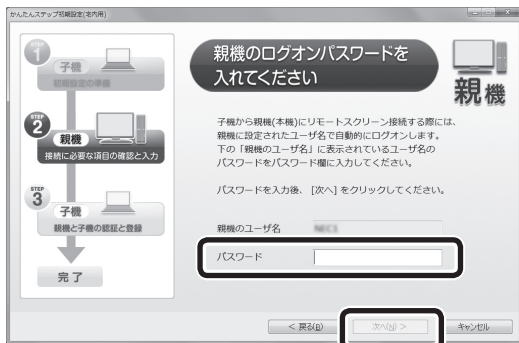 かんたんステップ初期設定(宅内用)
STEP
1
子機
初期設定の準備
STEP
2
親機
接続に必要な項目の確認と入力
STEP
3
子機
親機と子機の認証と登録
完了
親機のログオンパスワードを
入れてください
親機
子機から親機(本機)にリモートスクリーン接続する際には、
親機に設定されたユーザ名で自動的にログオンします。
下の「親機のユーザ名」に表示されているユーザ名の
パスワードをパスワード欄に入力してください。
パスワードを入力後、[次へ] をクリックしてください。
親機のユーザ名
NEC1
パスワード
< 戻る(B)
次へ(N) >
キャンセル